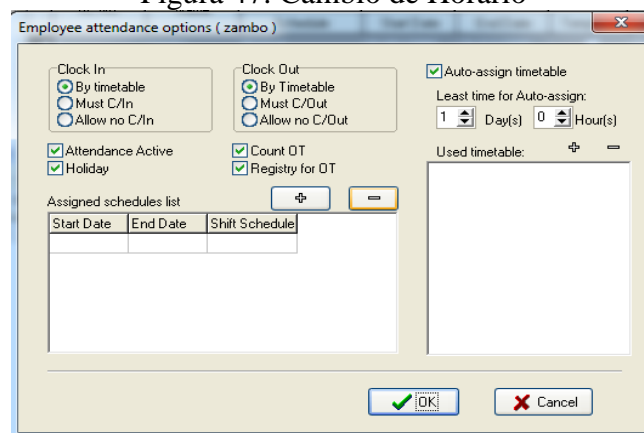 Figura 47. Cambio de Horario
Employee attendance options ( zambo )
Clock In
By timetable
Must C/In
Allow no C/In
Clock Out
By Timetable
Must C/Out
Allow no C/Out
Auto-assign timetable
Least time for Auto-assign:
1 Day(s) 0 Hour(s)
Attendance Active
Holiday
Count OT
Registry for OT
Used timetable:
Assigned schedules list
Start Date End Date Shift Schedule
OK
Cancel